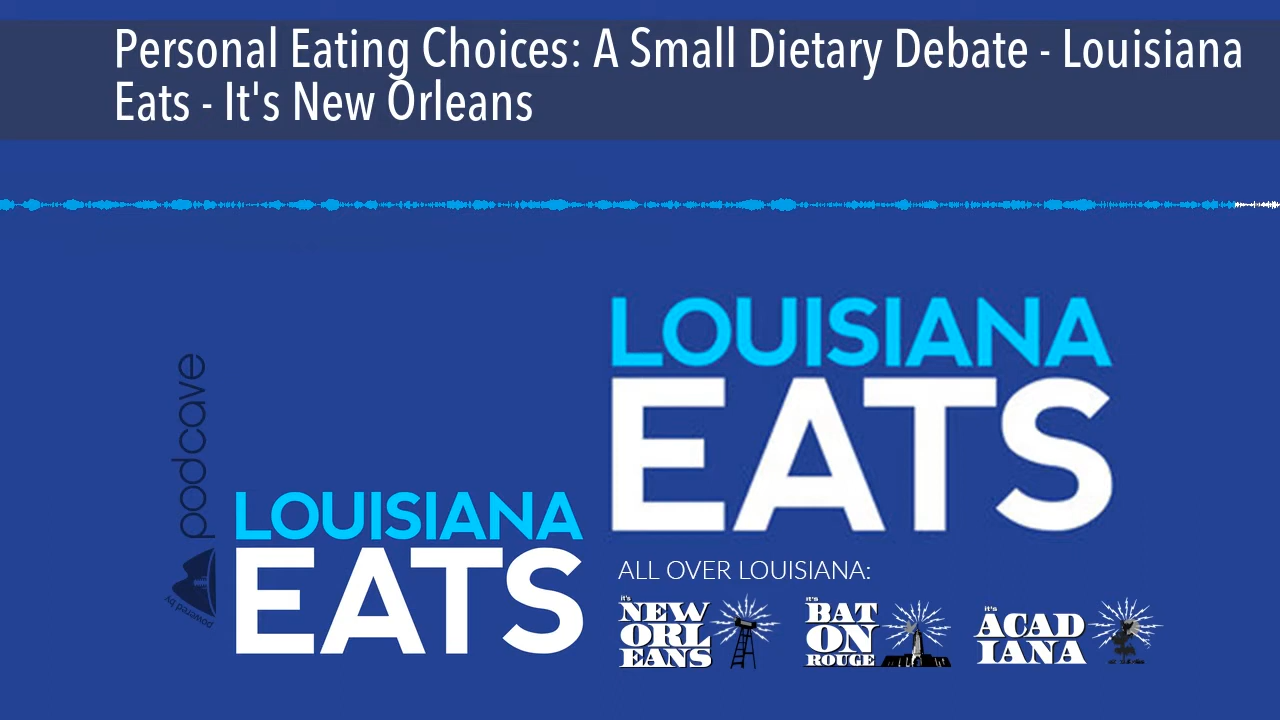 Personal Eating Choices: A Small Dietary Debate - Louisiana
Eats - It's New Orleans
LOUISIANA
EATS
podcave
powered by
LOUISIANA
EATS
ALL OVER LOUISIANA:
it's
NEW
ORL
EANS
it's
BAT
ON
ROUGE
it's
ACAD
IANA